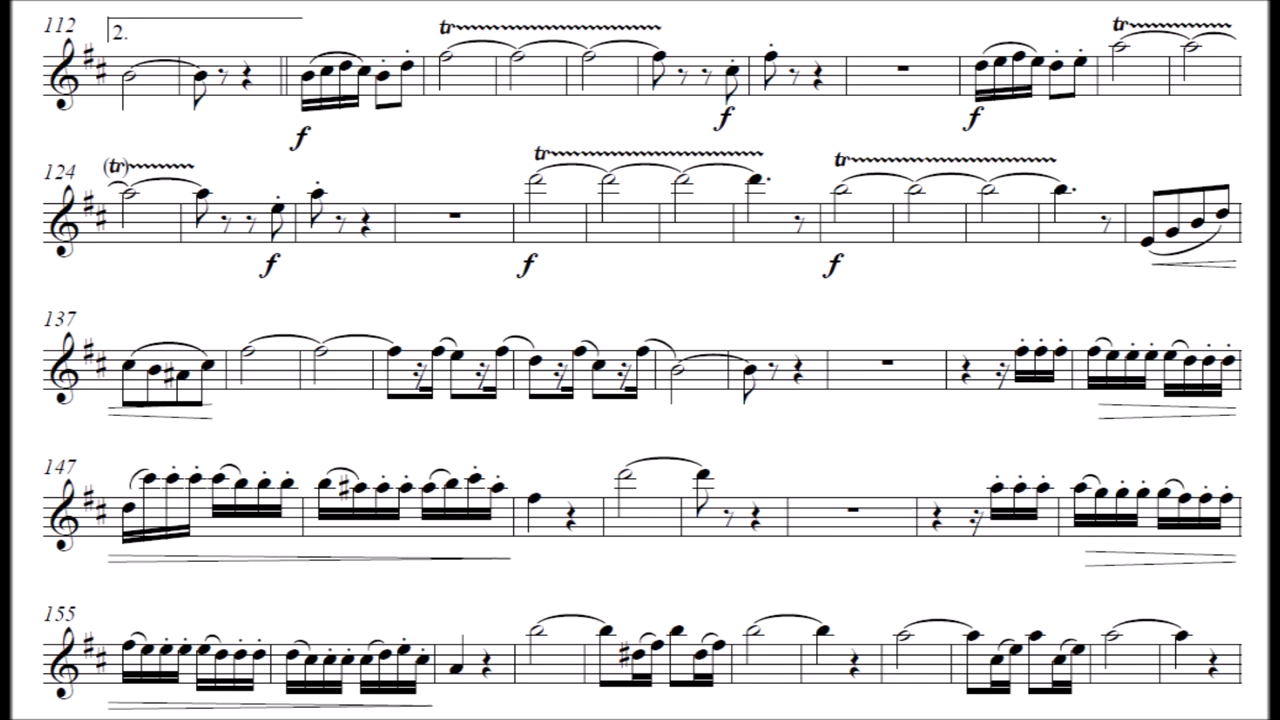 112
2.
tr tr
f f f
124
(tr) tr tr
f f f
137
147
155